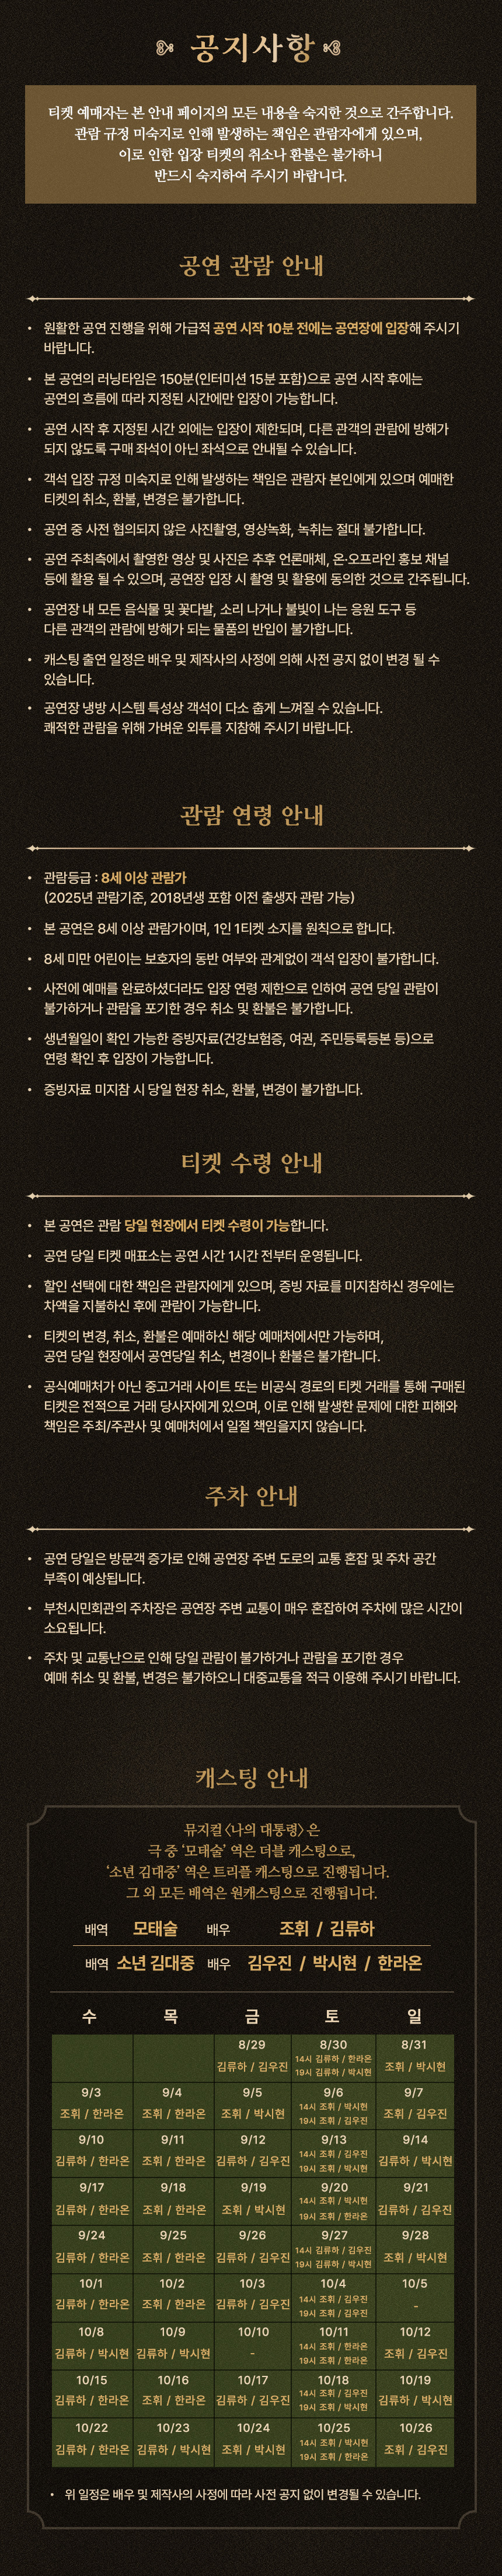 공지사항
티켓 예매자는 본 안내 페이지의 모든 내용을 숙지한 것으로 간주합니다.
관람 규정 미숙지로 인해 발생하는 책임은 관람자에게 있으며,
이로 인한 입장 티켓의 취소나 환불은 불가하니
반드시 숙지하여 주시기 바랍니다.
공연 관람 안내
• 원활한 공연 진행을 위해 가급적 공연 시작 10분 전에는 공연장에 입장해 주시기
바랍니다.
• 본 공연의 러닝타임은 150분(인터미션 15분 포함)으로 공연 시작 후에는
공연의 흐름에 따라 지정된 시간에만 입장이 가능합니다.
• 공연 시작 후 지정된 시간 외에는 입장이 제한되며, 다른 관객의 관람에 방해가
되지 않도록 구매 좌석이 아닌 좌석으로 안내될 수 있습니다.
• 객석 입장 규정 미숙지로 인해 발생하는 책임은 관람자 본인에게 있으며 예매한
티켓의 취소, 환불, 변경은 불가합니다.
• 공연 중 사전 협의되지 않은 사진촬영, 영상녹화, 녹취는 절대 불가합니다.
• 공연 주최측에서 촬영한 영상 및 사진은 추후 언론매체, 온·오프라인 홍보 채널
등에 활용 될 수 있으며, 공연장 입장 시 촬영 및 활용에 동의한 것으로 간주됩니다.
• 공연장 내 모든 음식물 및 꽃다발, 소리 나거나 불빛이 나는 응원 도구 등
다른 관객의 관람에 방해가 되는 물품의 반입이 불가합니다.
• 캐스팅 출연 일정은 배우 및 제작사의 사정에 의해 사전 공지 없이 변경 될 수
있습니다.
• 공연장 냉방 시스템 특성상 객석이 다소 춥게 느껴질 수 있습니다.
쾌적한 관람을 위해 가벼운 외투를 지참해 주시기 바랍니다.
관람 연령 안내
• 관람등급 : 8세 이상 관람가
(2025년 관람기준, 2018년생 포함 이전 출생자 관람 가능)
• 본 공연은 8세 이상 관람가이며, 1인 1티켓 소지를 원칙으로 합니다.
• 8세 미만 어린이는 보호자의 동반 여부와 관계없이 객석 입장이 불가합니다.
• 사전에 예매를 완료하셨더라도 입장 연령 제한으로 인하여 공연 당일 관람이
불가하거나 관람을 포기한 경우 취소 및 환불은 불가합니다.
• 생년월일이 확인 가능한 증빙자료(건강보험증, 여권, 주민등록등본 등)으로
연령 확인 후 입장이 가능합니다.
• 증빙자료 미지참 시 당일 현장 취소, 환불, 변경이 불가합니다.
티켓 수령 안내
• 본 공연은 관람 당일 현장에서 티켓 수령이 가능합니다.
• 공연 당일 티켓 매표소는 공연 시간 1시간 전부터 운영됩니다.
• 할인 선택에 대한 책임은 관람자에게 있으며, 증빙 자료를 미지참하신 경우에는
차액을 지불하신 후에 관람이 가능합니다.
• 티켓의 변경, 취소, 환불은 예매하신 해당 예매처에서만 가능하며,
공연 당일 현장에서 공연당일 취소, 변경이나 환불은 불가합니다.
• 공식예매처가 아닌 중고거래 사이트 또는 비공식 경로의 티켓 거래를 통해 구매된
티켓은 전적으로 거래 당사자에게 있으며, 이로 인해 발생한 문제에 대한 피해와
책임은 주최/주관사 및 예매처에서 일절 책임을지지 않습니다.
주차 안내
• 공연 당일은 방문객 증가로 인해 공연장 주변 도로의 교통 혼잡 및 주차 공간
부족이 예상됩니다.
• 부천시민회관의 주차장은 공연장 주변 교통이 매우 혼잡하여 주차에 많은 시간이
소요됩니다.
• 주차 및 교통난으로 인해 당일 관람이 불가하거나 관람을 포기한 경우
예매 취소 및 환불, 변경은 불가하오니 대중교통을 적극 이용해 주시기 바랍니다.
캐스팅 안내
뮤지컬 〈나의 대통령〉은
극 중 '모태술' 역은 더블 캐스팅으로,
'소년 김대중' 역은 트리플 캐스팅으로 진행됩니다.
그 외 모든 배역은 원캐스팅으로 진행됩니다.
배역 모태술 배우 조휘 / 김류하
배역 소년 김대중 배우 김우진 / 박시현 / 한라온
수 목 금 토 일
8/29 8/30 8/31
김류하 / 김우진 14시 김류하 / 한라온 조휘 / 박시현
19시 김류하 / 박시현
9/3 9/4 9/5 9/6 9/7
조휘 / 한라온 조휘 / 한라온 조휘 / 박시현 14시 조휘 / 박시현 조휘 / 김우진
19시 조휘 / 김우진
9/10 9/11 9/12 9/13 9/14
김류하 / 한라온 조휘 / 한라온 김류하 / 김우진 14시 조휘 / 김우진 김류하 / 박시현
19시 조휘 / 박시현
9/17 9/18 9/19 9/20 9/21
김류하 / 한라온 조휘 / 한라온 조휘 / 박시현 14시 조휘 / 박시현 김류하 / 김우진
19시 조휘 / 한라온
9/24 9/25 9/26 9/27 9/28
김류하 / 한라온 조휘 / 한라온 김류하 / 김우진 14시 김류하 / 김우진 조휘 / 박시현
19시 김류하 / 박시현
10/1 10/2 10/3 10/4 10/5
김류하 / 한라온 조휘 / 한라온 김류하 / 김우진 14시 조휘 / 김우진 -
19시 조휘 / 김우진
10/8 10/9 10/10 10/11 10/12
김류하 / 박시현 김류하 / 박시현 - 14시 조휘 / 한라온 조휘 / 김우진
19시 조휘 / 한라온
10/15 10/16 10/17 10/18 10/19
김류하 / 한라온 조휘 / 한라온 김류하 / 김우진 14시 조휘 / 김우진 김류하 / 박시현
19시 조휘 / 박시현
10/22 10/23 10/24 10/25 10/26
김류하 / 한라온 김류하 / 박시현 조휘 / 박시현 14시 조휘 / 박시현 조휘 / 김우진
19시 조휘 / 한라온
• 위 일정은 배우 및 제작사의 사정에 따라 사전 공지 없이 변경될 수 있습니다.